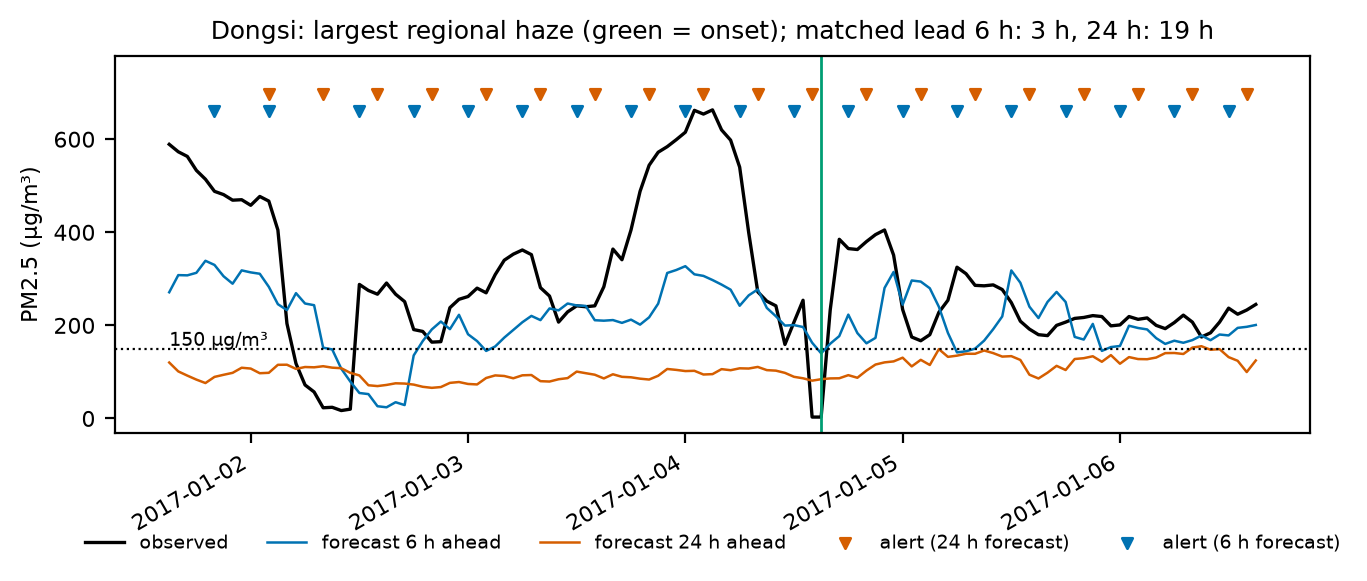 Dongsi: largest regional haze (green = onset); matched lead 6 h: 3 h, 24 h: 19 h
PM2.5 (μg/m³)
600
400
200
0
150 μg/m³
2017-01-02
2017-01-03
2017-01-04
2017-01-05
2017-01-06
observed
forecast 6 h ahead
forecast 24 h ahead
alert (24 h forecast)
alert (6 h forecast)